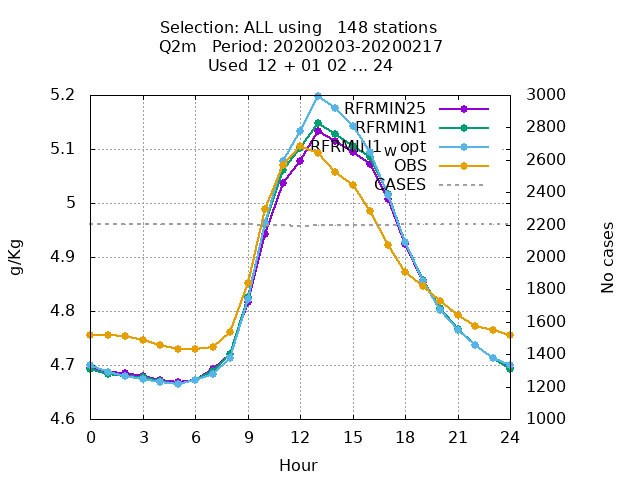 Selection: ALL using 148 stations
Q2m Period: 20200203-20200217
Used 12 + 01 02 ... 24
5.2
5.1
5
4.9
4.8
4.7
4.6
g/Kg
3000
2800
2600
2400
2200
2000
1800
1600
1400
1200
1000
No cases
RFRMIN25
RFRMIN1
RFRMIN1_w opt
OBS
CASES
0 3 6 9 12 15 18 21 24
Hour